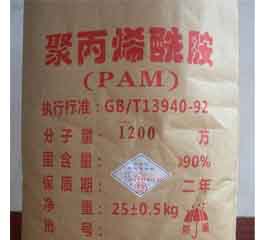 聚丙烯酰胺
(PAM)
执行行准:GB/T13940-92
分子量: 1200 万
固含量: ≥90%
保质期: 二年
净重: 25±0.5kg
批号: